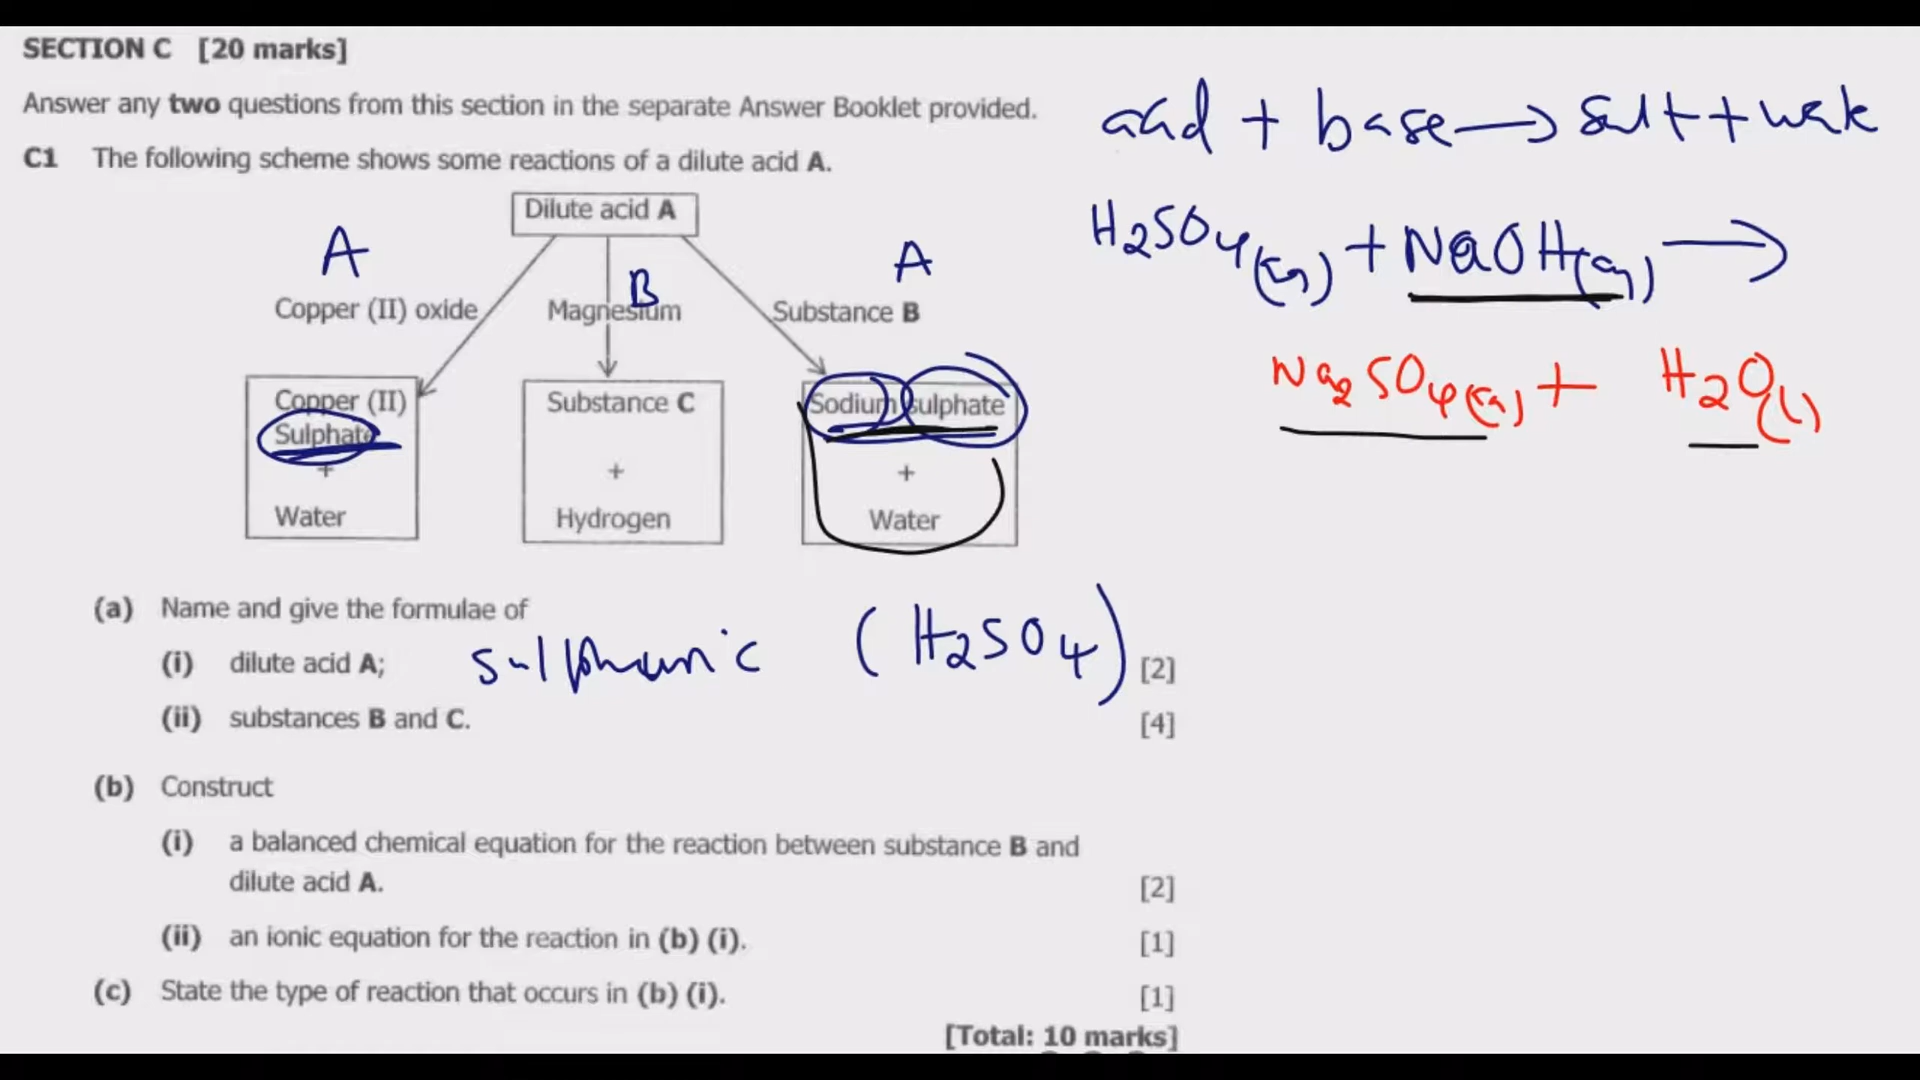 SECTION C [20 marks]
Answer any two questions from this section in the separate Answer Booklet provided.
C1 The following scheme shows some reactions of a dilute acid A.
Dilute acid A
A
B
A
Copper (II) oxide
Magnesium
Substance B
Copper (II)
Sulphate
+
Water
Substance C
+
Hydrogen
Sodium sulphate
+
Water
acid + base → salt +
H₂SO₄(aq) + NaOH(aq) →
Na₂SO₄(aq) + H₂O(l)
(a) Name and give the formulae of
(i) dilute acid A; (H₂SO₄) [2]
(ii) substances B and C. [4]
(b) Construct
(i) a balanced chemical equation for the reaction between substance B and
dilute acid A. [2]
(ii) an ionic equation for the reaction in (b) (i). [1]
(c) State the type of reaction that occurs in (b) (i). [1]
[Total: 10 marks]